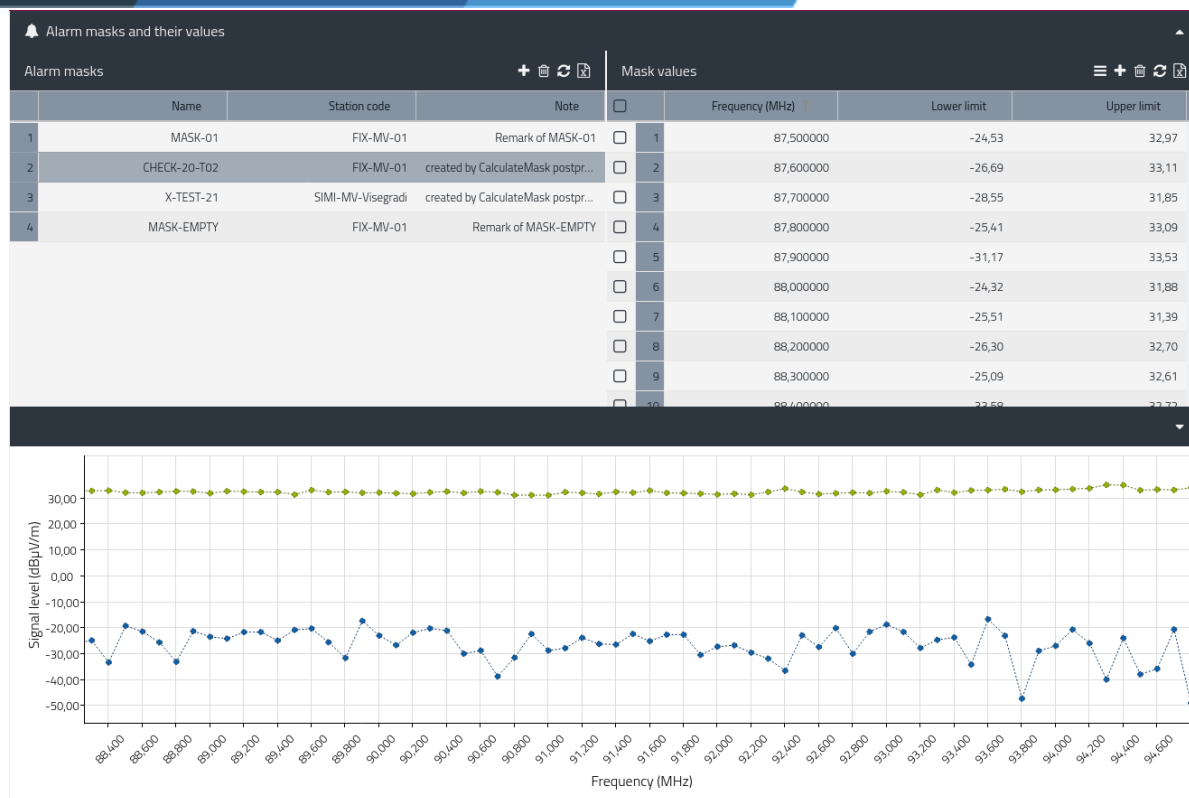 Alarm masks and their values
Alarm masks
Name Station code Note
1 MASK-01 FIX-MV-01 Remark of MASK-01
2 CHECK-20-T02 FIX-MV-01 created by CalculateMask postpr...
3 X-TEST-21 SIMI-MV-Visegradi created by CalculateMask postpr...
4 MASK-EMPTY FIX-MV-01 Remark of MASK-EMPTY
Mask values
Frequency (MHz) Lower limit Upper limit
1 87,500000 -24,53 32,97
2 87,600000 -26,69 33,11
3 87,700000 -28,55 31,85
4 87,800000 -25,41 33,09
5 87,900000 -31,17 33,53
6 88,000000 -24,32 31,88
7 88,100000 -25,51 31,39
8 88,200000 -26,30 32,70
9 88,300000 -25,09 32,61
10 88,400000 -33,58 32,72
Signal level (dBµV/m)
30,00
20,00
10,00
0,00
-10,00
-20,00
-30,00
-40,00
-50,00
88,400 88,600 88,800 89,000 89,200 89,400 89,600 89,800 90,000 90,200 90,400 90,600 90,800 91,000 91,200 91,400 91,600 91,800 92,000 92,200 92,400 92,600 92,800 93,000 93,200 93,400 93,600 93,800 94,000 94,200 94,400 94,600
Frequency (MHz)